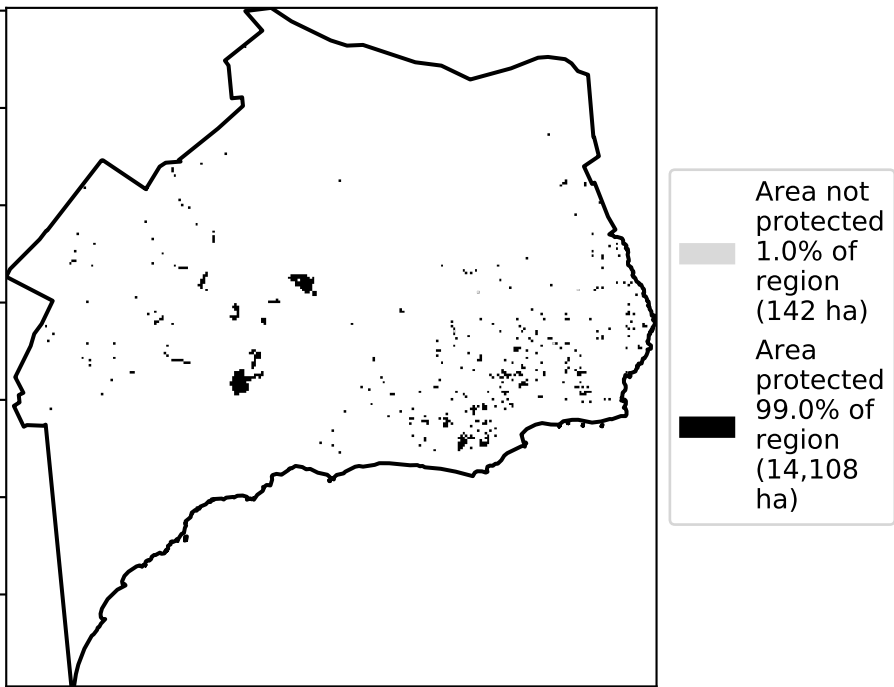 Area not
protected
1.0% of
region
(142 ha)
Area
protected
99.0% of
region
(14,108
ha)